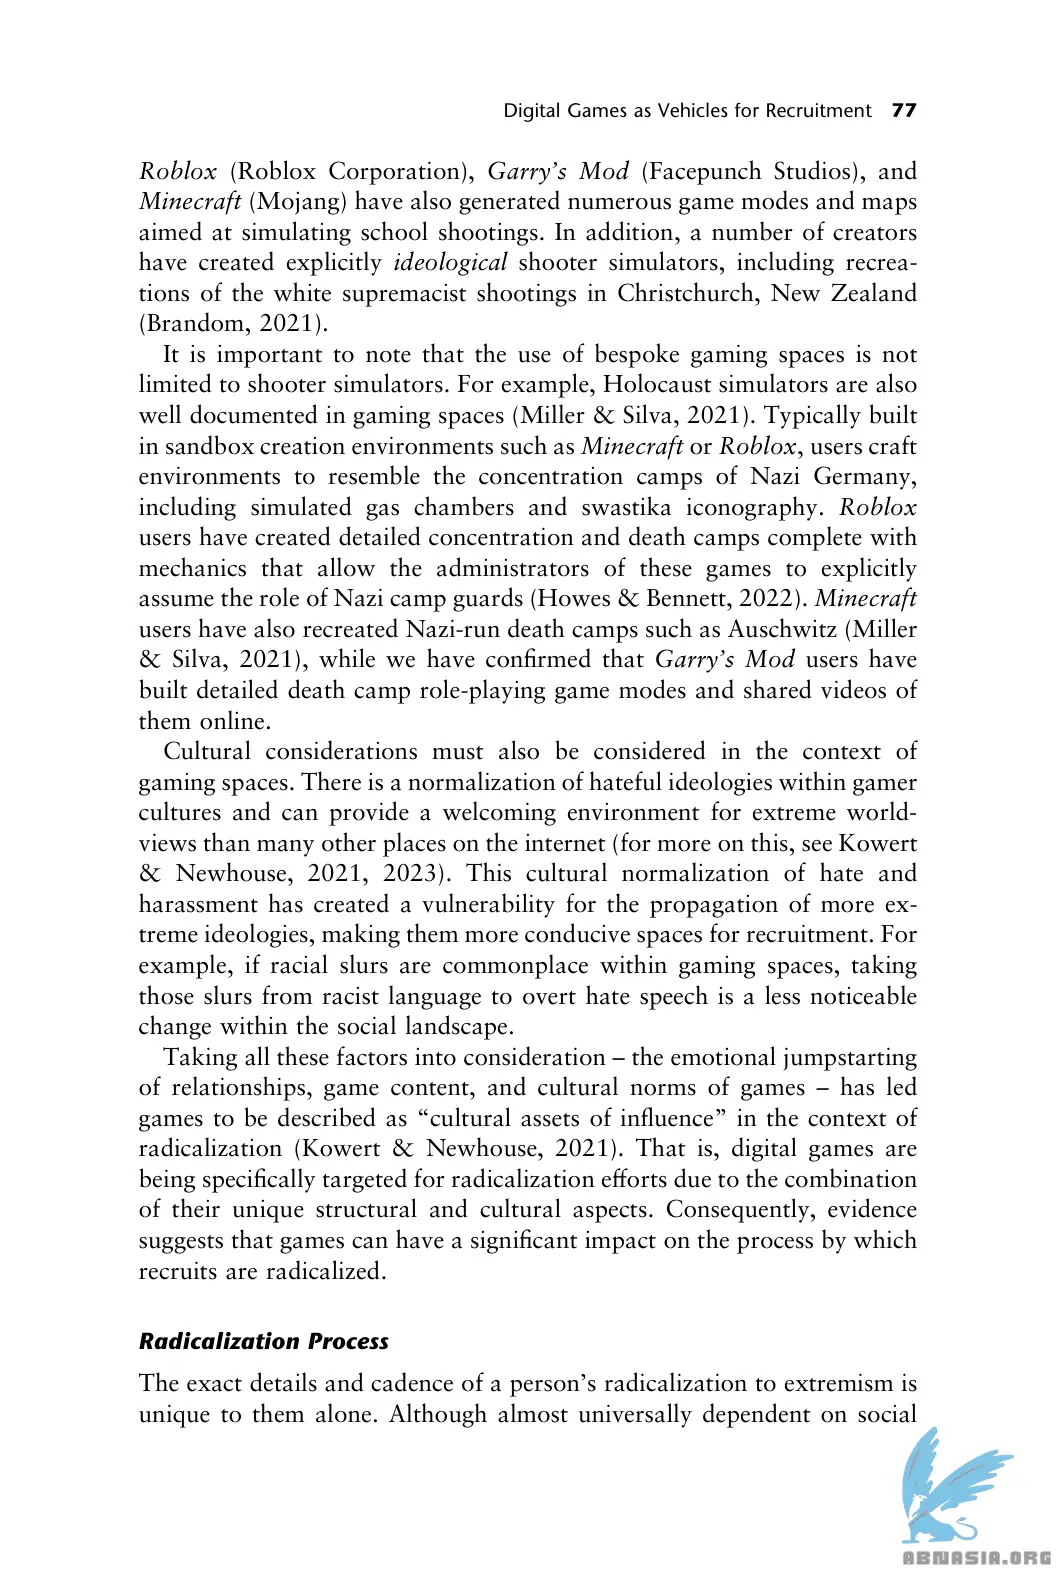 Digital Games as Vehicles for Recruitment 77
Roblox (Roblox Corporation), Garry's Mod (Facepunch Studios), and
Minecraft (Mojang) have also generated numerous game modes and maps
aimed at simulating school shootings. In addition, a number of creators
have created explicitly ideological shooter simulators, including recrea-
tions of the white supremacist shootings in Christchurch, New Zealand
(Brandom, 2021).
It is important to note that the use of bespoke gaming spaces is not
limited to shooter simulators. For example, Holocaust simulators are also
well documented in gaming spaces (Miller & Silva, 2021). Typically built
in sandbox creation environments such as Minecraft or Roblox, users craft
environments to resemble the concentration camps of Nazi Germany,
including simulated gas chambers and swastika iconography. Roblox
users have created detailed concentration and death camps complete with
mechanics that allow the administrators of these games to explicitly
assume the role of Nazi camp guards (Howes & Bennett, 2022). Minecraft
users have also recreated Nazi-run death camps such as Auschwitz (Miller
& Silva, 2021), while we have confirmed that Garry's Mod users have
built detailed death camp role-playing game modes and shared videos of
them online.
Cultural considerations must also be considered in the context of
gaming spaces. There is a normalization of hateful ideologies within gamer
cultures and can provide a welcoming environment for extreme world-
views than many other places on the internet (for more on this, see Kowert
& Newhouse, 2021, 2023). This cultural normalization of hate and
harassment has created a vulnerability for the propagation of more ex-
treme ideologies, making them more conducive spaces for recruitment. For
example, if racial slurs are commonplace within gaming spaces, taking
those slurs from racist language to overt hate speech is a less noticeable
change within the social landscape.
Taking all these factors into consideration – the emotional jumpstarting
of relationships, game content, and cultural norms of games – has led
games to be described as “cultural assets of influence” in the context of
radicalization (Kowert & Newhouse, 2021). That is, digital games are
being specifically targeted for radicalization efforts due to the combination
of their unique structural and cultural aspects. Consequently, evidence
suggests that games can have a significant impact on the process by which
recruits are radicalized.
Radicalization Process
The exact details and cadence of a person's radicalization to extremism is
unique to them alone. Although almost universally dependent on social
ABNASIA.ORG